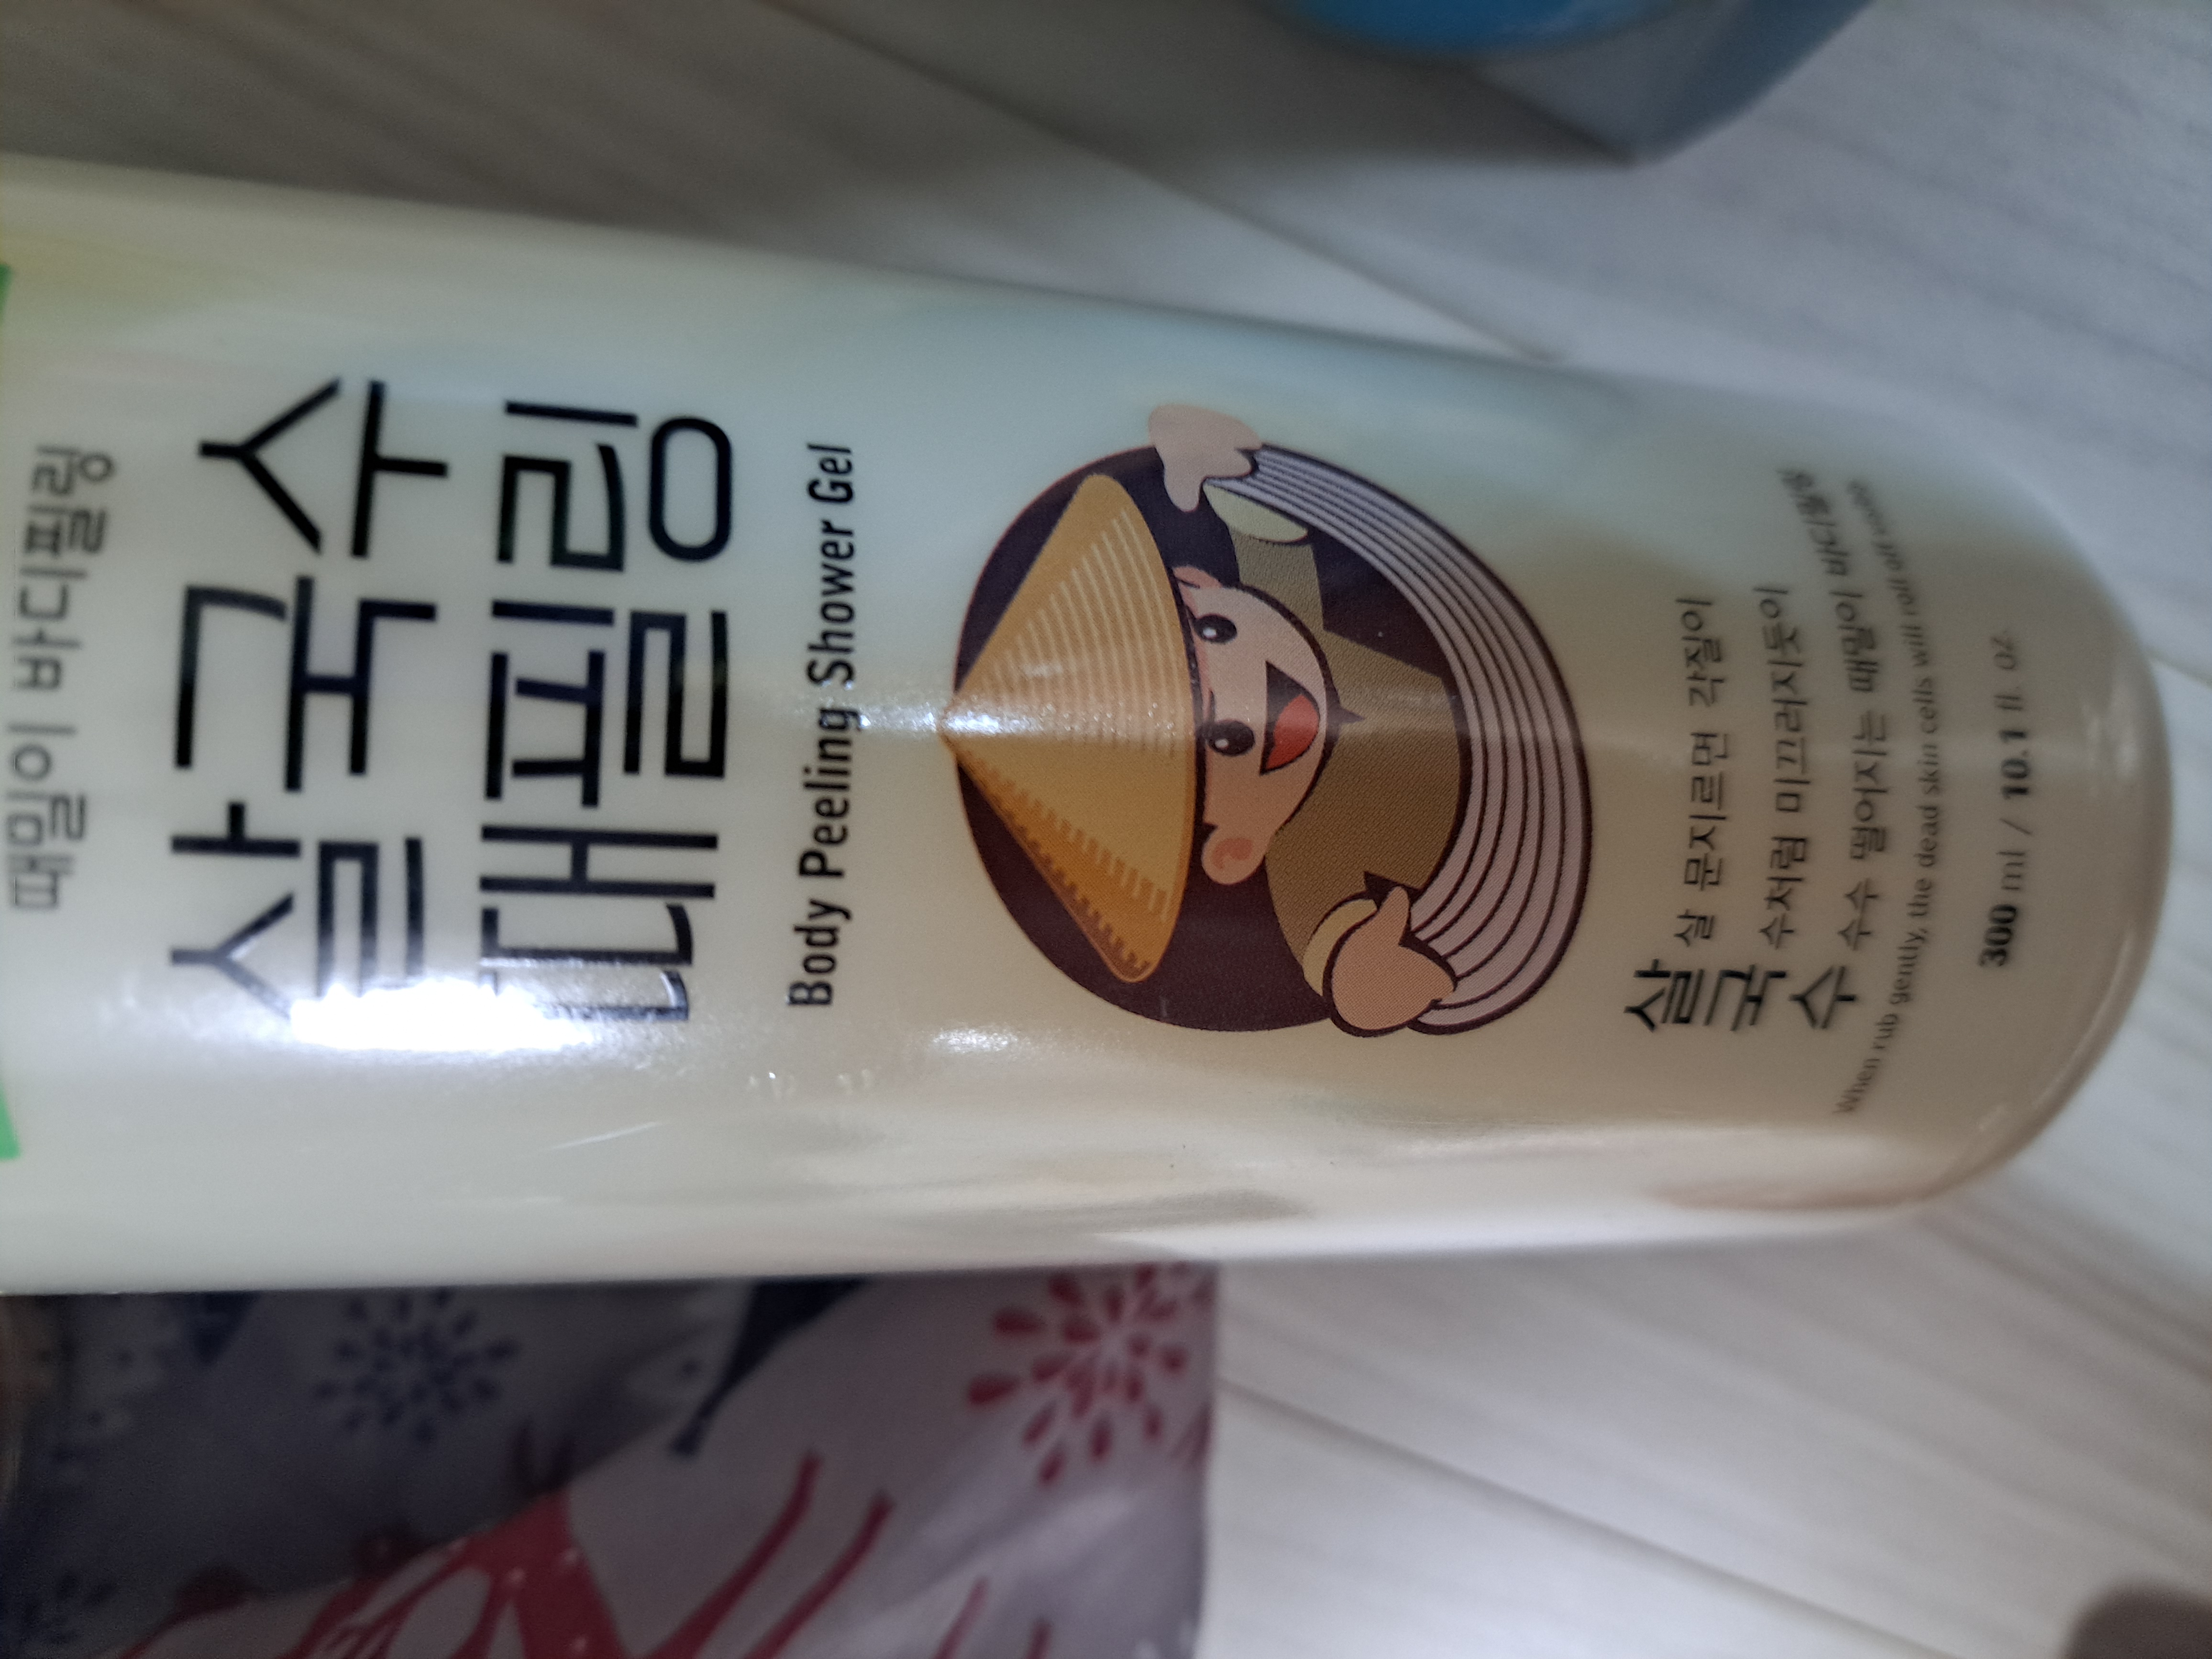 때밀이 바디필링
살국수
때필링
Body Peeling Shower Gel
살 살 문지르면 각질이
국 수처럼 미끄러지듯이
수 수수 떨어지는 때밀이 바디필링
When rub gently, the dead skin cells will roll off
300 ml / 10.1 fl. oz.